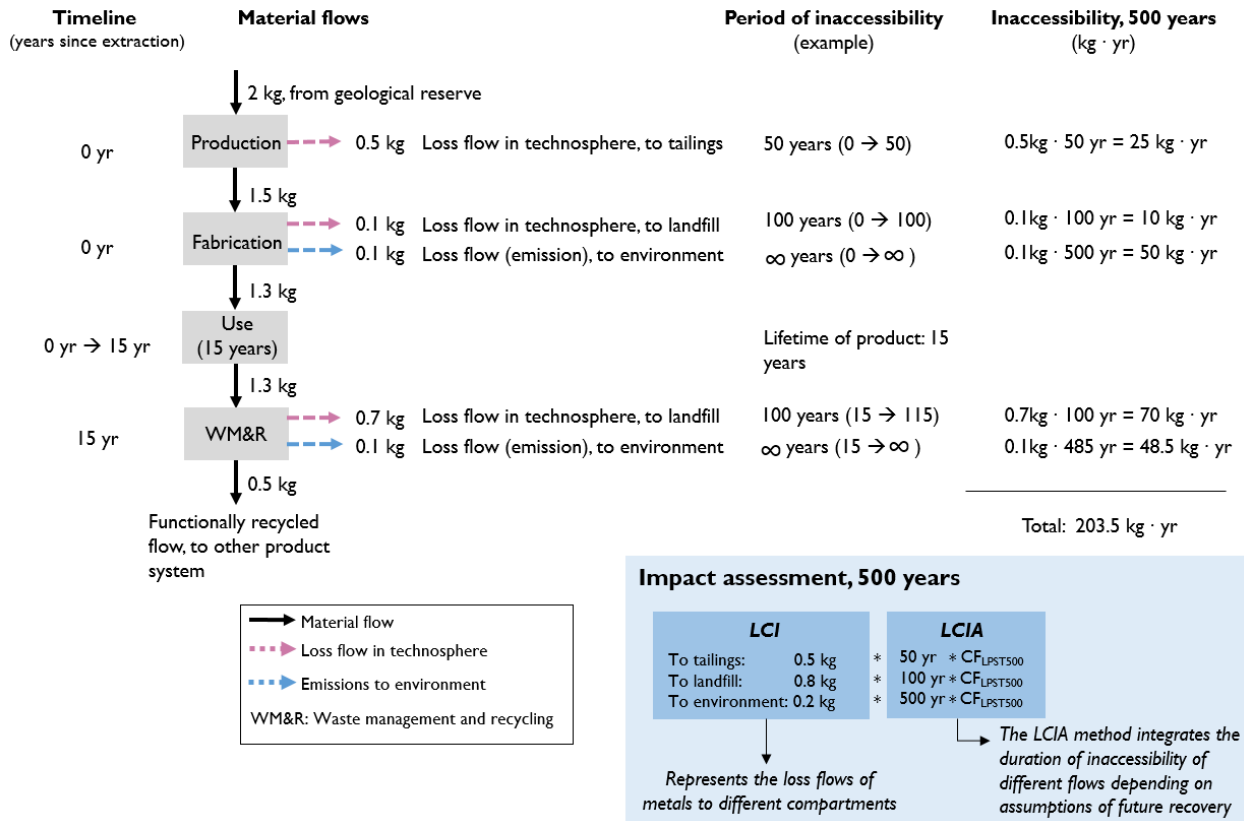 Timeline
(years since extraction)
Material flows
Period of inaccessibility
(example)
Inaccessibility, 500 years
(kg · yr)
2 kg, from geological reserve
0 yr
Production
0.5 kg
Loss flow in technosphere, to tailings
50 years (0 → 50)
0.5kg · 50 yr = 25 kg · yr
1.5 kg
0 yr
Fabrication
0.1 kg
Loss flow in technosphere, to landfill
100 years (0 → 100)
0.1kg · 100 yr = 10 kg · yr
0.1 kg
Loss flow (emission), to environment
∞ years (0 → ∞ )
0.1kg · 500 yr = 50 kg · yr
1.3 kg
0 yr → 15 yr
Use
(15 years)
Lifetime of product: 15
years
1.3 kg
15 yr
WM&R
0.7 kg
Loss flow in technosphere, to landfill
100 years (15 → 115)
0.7kg · 100 yr = 70 kg · yr
0.1 kg
Loss flow (emission), to environment
∞ years (15 → ∞ )
0.1kg · 485 yr = 48.5 kg · yr
0.5 kg
Functionally recycled
flow, to other product
system
Total: 203.5 kg · yr
Material flow
Loss flow in technosphere
Emissions to environment
WM&R: Waste management and recycling
Impact assessment, 500 years
LCI
LCIA
To tailings: 0.5 kg * 50 yr * CF_LPST500
To landfill: 0.8 kg * 100 yr * CF_LPST500
To environment: 0.2 kg * 500 yr * CF_LPST500
Represents the loss flows of
metals to different compartments
The LCIA method integrates the
duration of inaccessibility of
different flows depending on
assumptions of future recovery